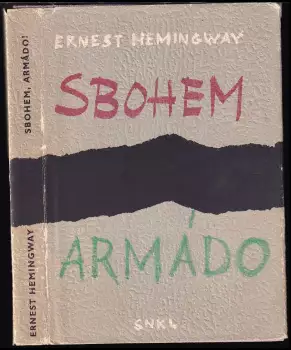 ERNEST HEMINGWAY
SBOHEM
ARMÁDO
SNKL
ERNEST HEMINGWAY SBOHEM, ARMÁDO!